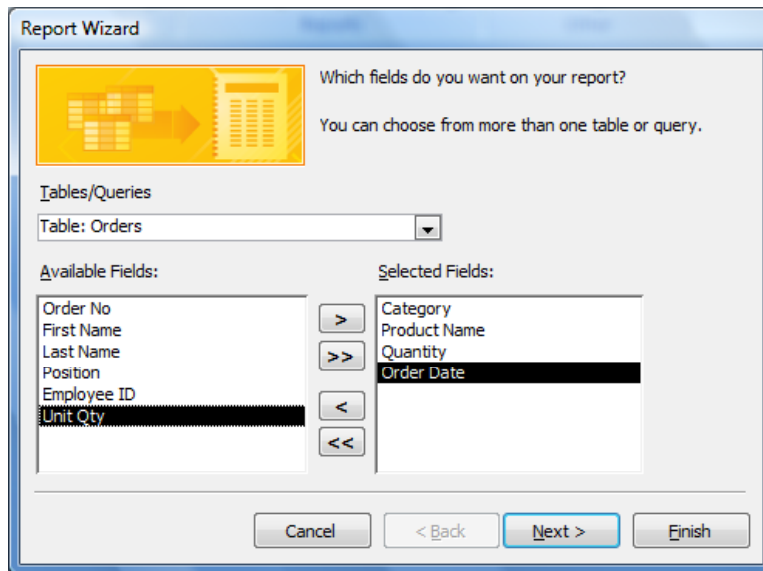 Report Wizard
Which fields do you want on your report?
You can choose from more than one table or query.
Tables/Queries
Table: Orders
Available Fields:
Selected Fields:
Order No
First Name
Last Name
Position
Employee ID
Unit Qty
>
>>
<
<<
Category
Product Name
Quantity
Order Date
Cancel
< Back
Next >
Finish